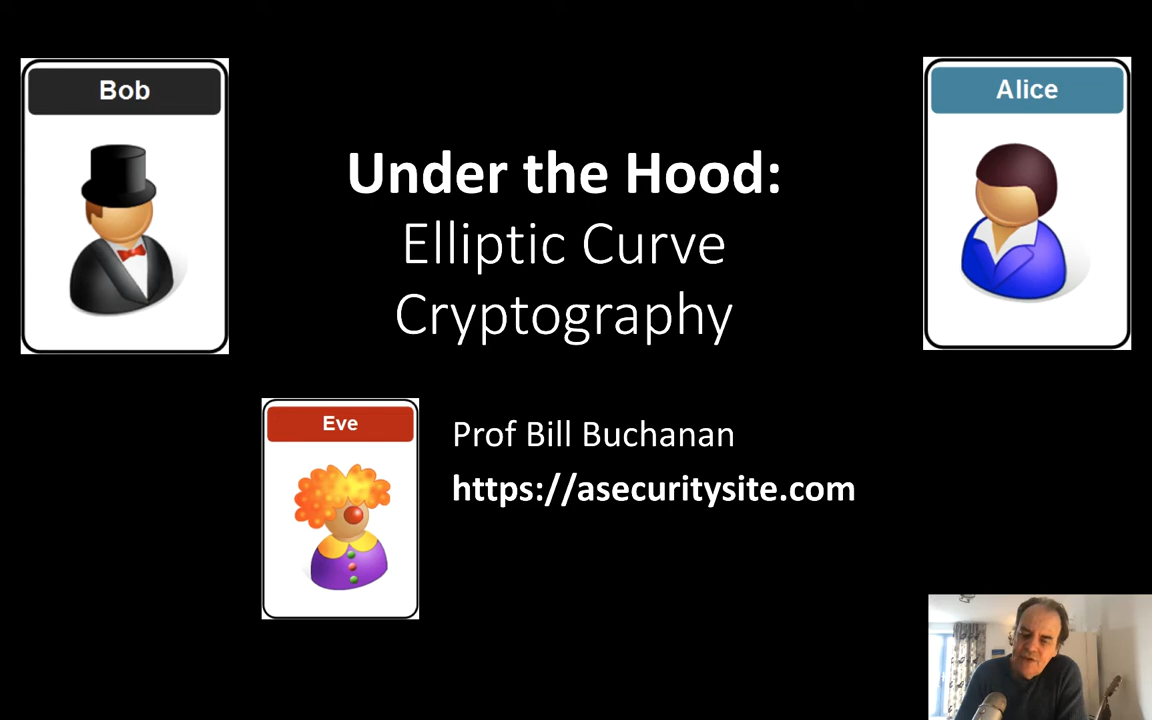 Bob
Alice
Under the Hood:
Elliptic Curve
Cryptography
Eve
Prof Bill Buchanan
https://asecuritysite.com